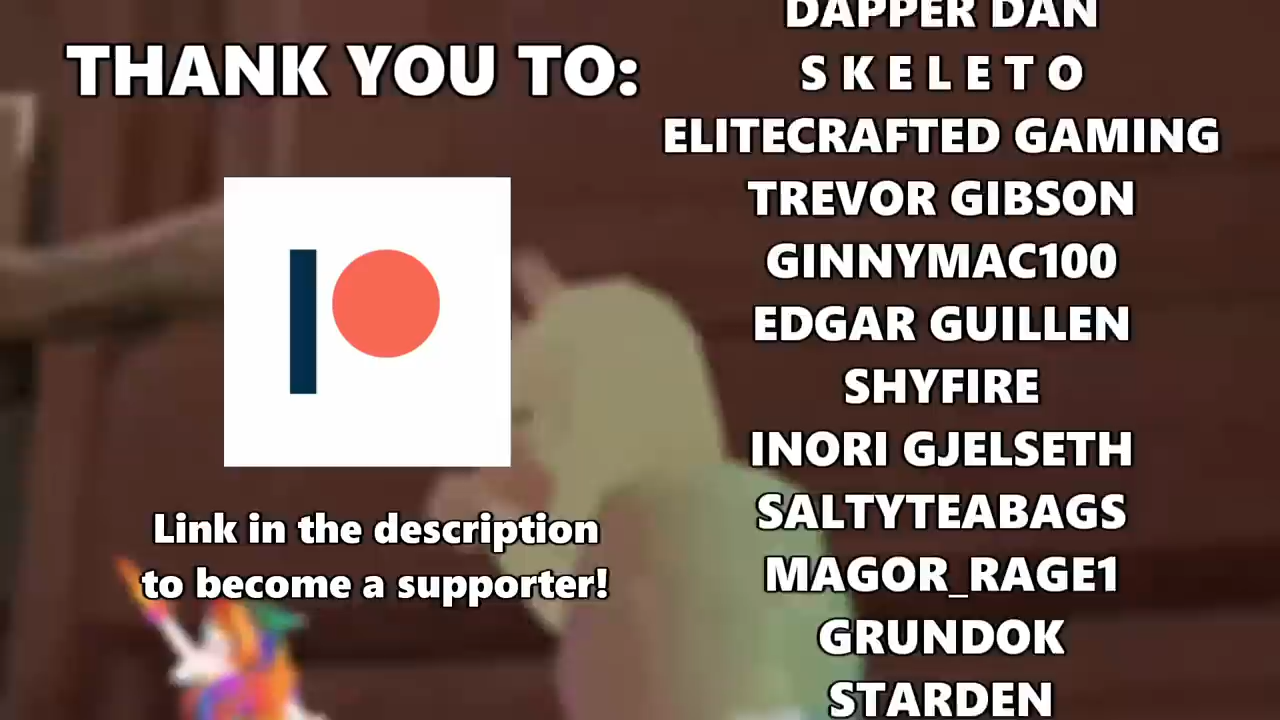 THANK YOU TO:
Link in the description
to become a supporter!
DAPPER DAN
S K E L E T O
ELITECRAFTED GAMING
TREVOR GIBSON
GINNYMAC100
EDGAR GUILLEN
SHYFIRE
INORI GJELSETH
SALTYTEABAGS
MAGOR_RAGE1
GRUNDOK
STARDEN